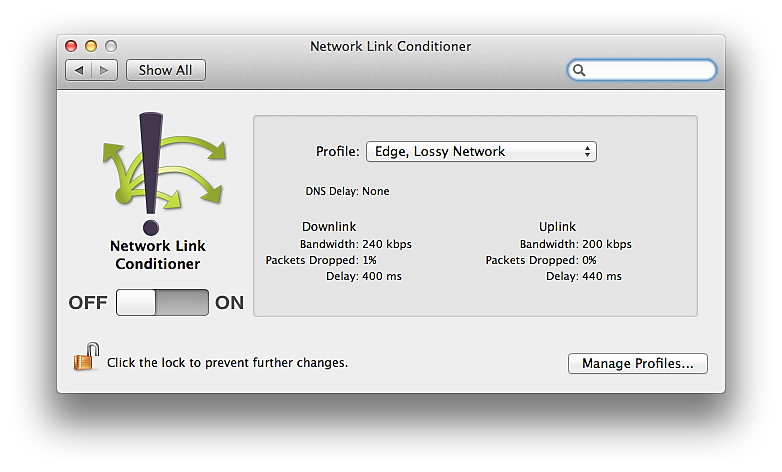 Network Link Conditioner
Show All
Profile: Edge, Lossy Network
DNS Delay: None
Downlink Uplink
Bandwidth: 240 kbps Bandwidth: 200 kbps
Packets Dropped: 1% Packets Dropped: 0%
Delay: 400 ms Delay: 440 ms
Network Link
Conditioner
OFF ON
Click the lock to prevent further changes.
Manage Profiles...